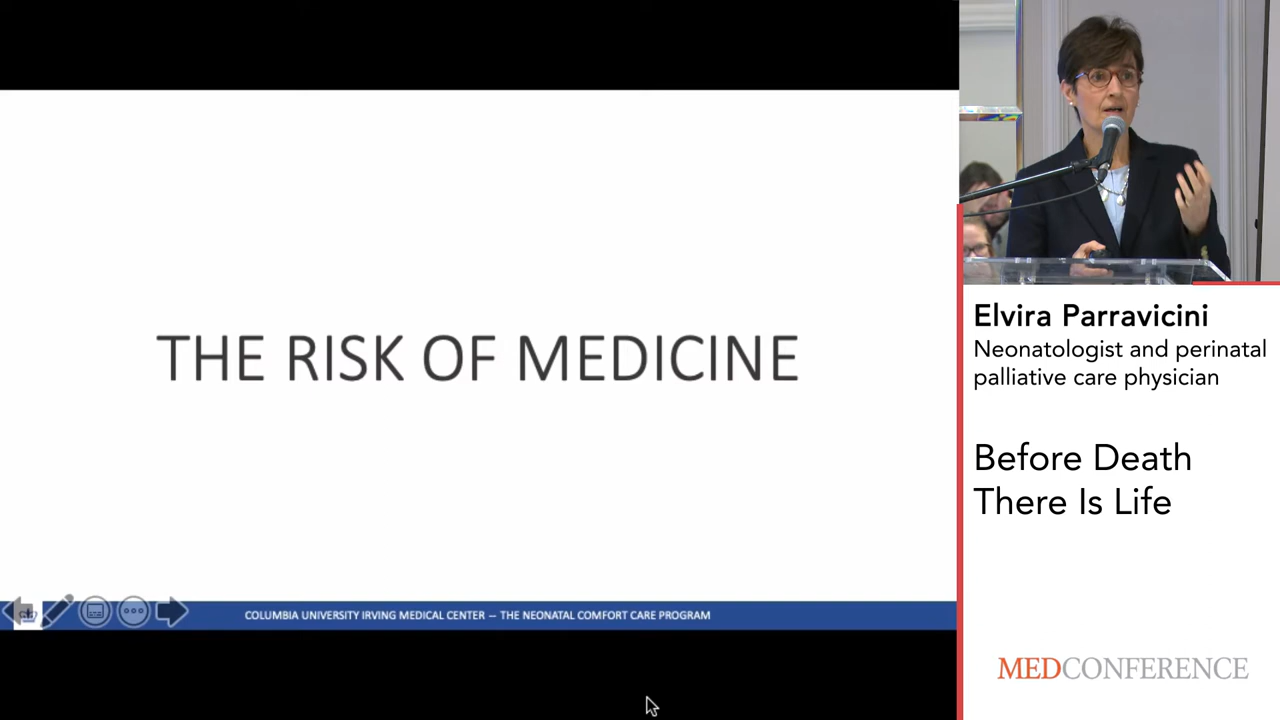 THE RISK OF MEDICINE
COLUMBIA UNIVERSITY IRVING MEDICAL CENTER – THE NEONATAL COMFORT CARE PROGRAM
Elvira Parravicini
Neonatologist and perinatal
palliative care physician
Before Death
There Is Life
MEDCONFERENCE